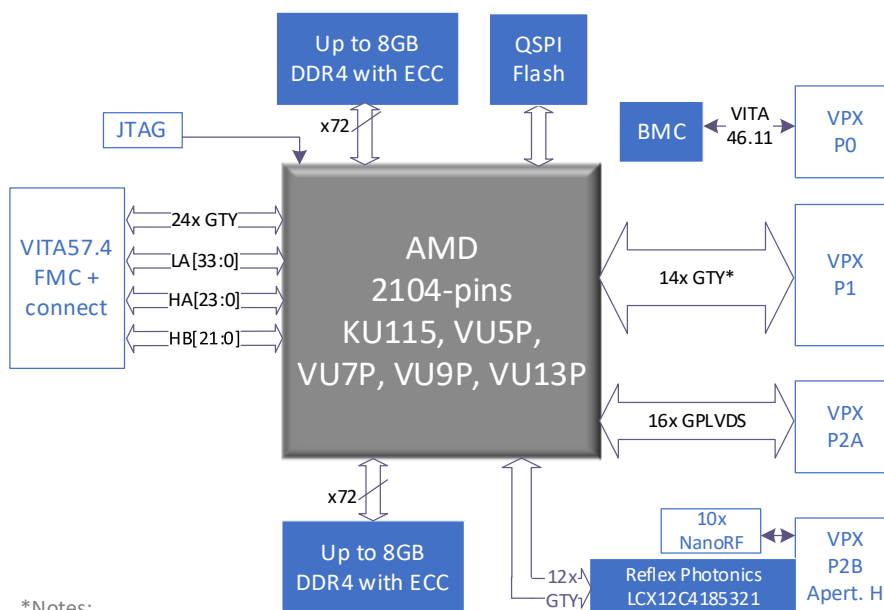 Up to 8GB
DDR4 with ECC
QSPI
Flash
JTAG
x72
BMC
VITA
46.11
VPX
P0
VITA57.4
FMC +
connect
24x GTY
LA[33:0]
HA[23:0]
HB[21:0]
AMD
2104-pins
KU115, VU5P,
VU7P, VU9P, VU13P
14x GTY*
VPX
P1
16x GPLVDS
VPX
P2A
x72
Up to 8GB
DDR4 with ECC
12x
GTY
10x
NanoRF
Reflex Photonics
LCX12C4185321
VPX
P2B
Apert. H
*Notes: